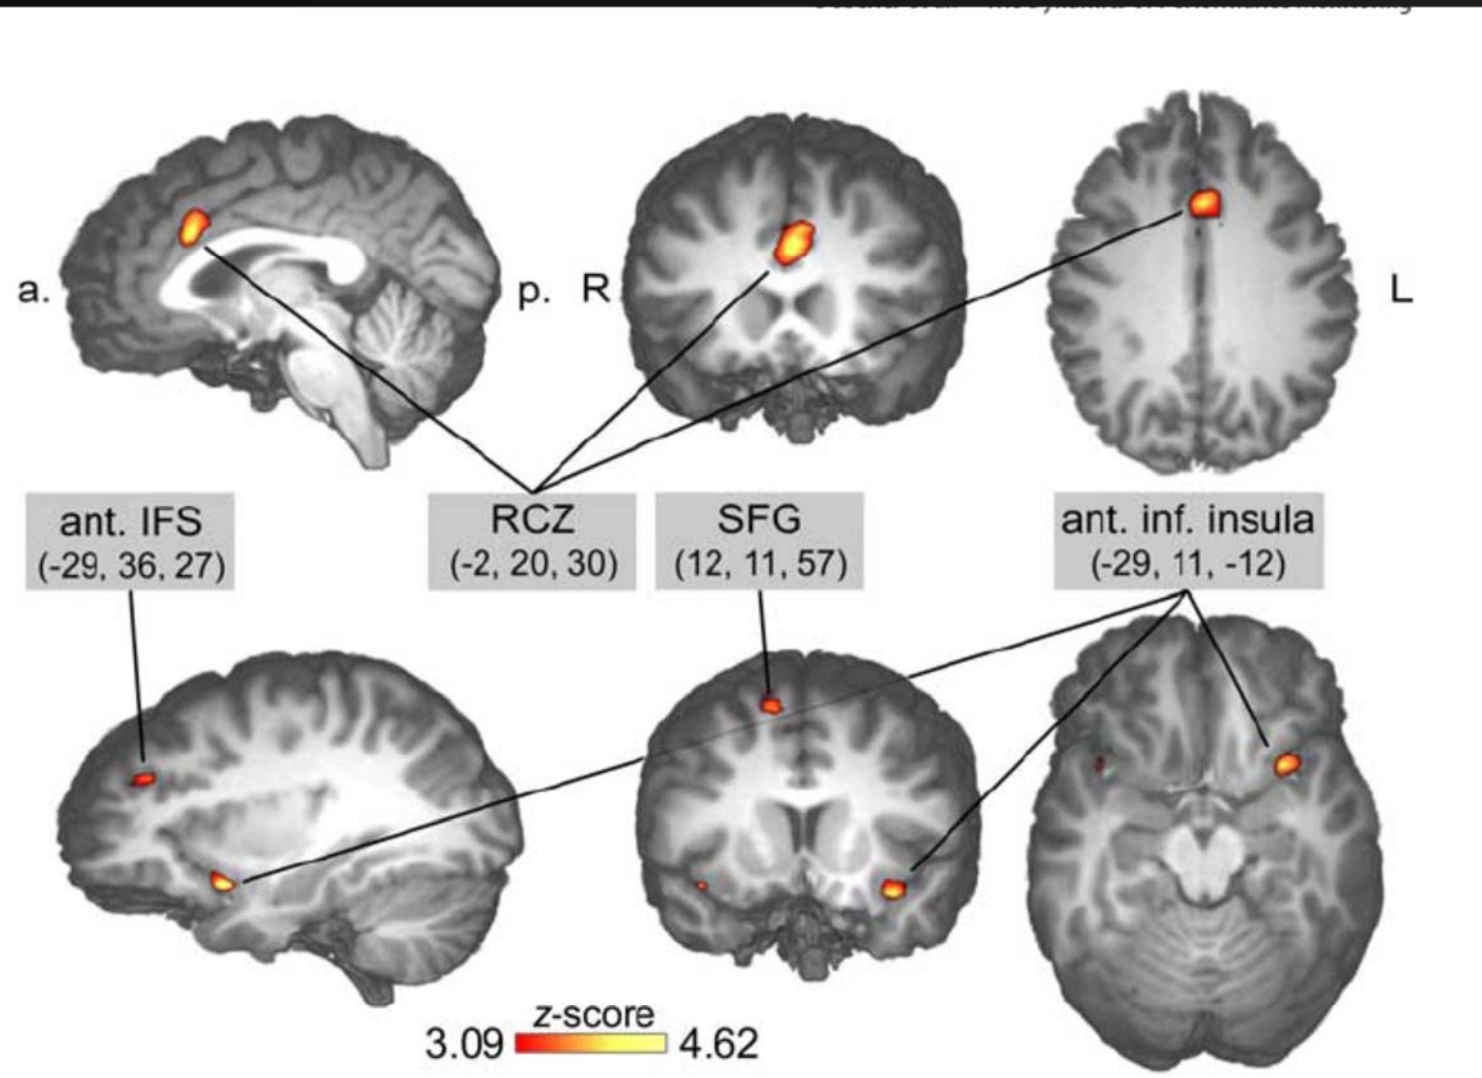 a.
p.
R
L
ant. IFS
(-29, 36, 27)
RCZ
(-2, 20, 30)
SFG
(12, 11, 57)
ant. inf. insula
(-29, 11, -12)
z-score
3.09
4.62